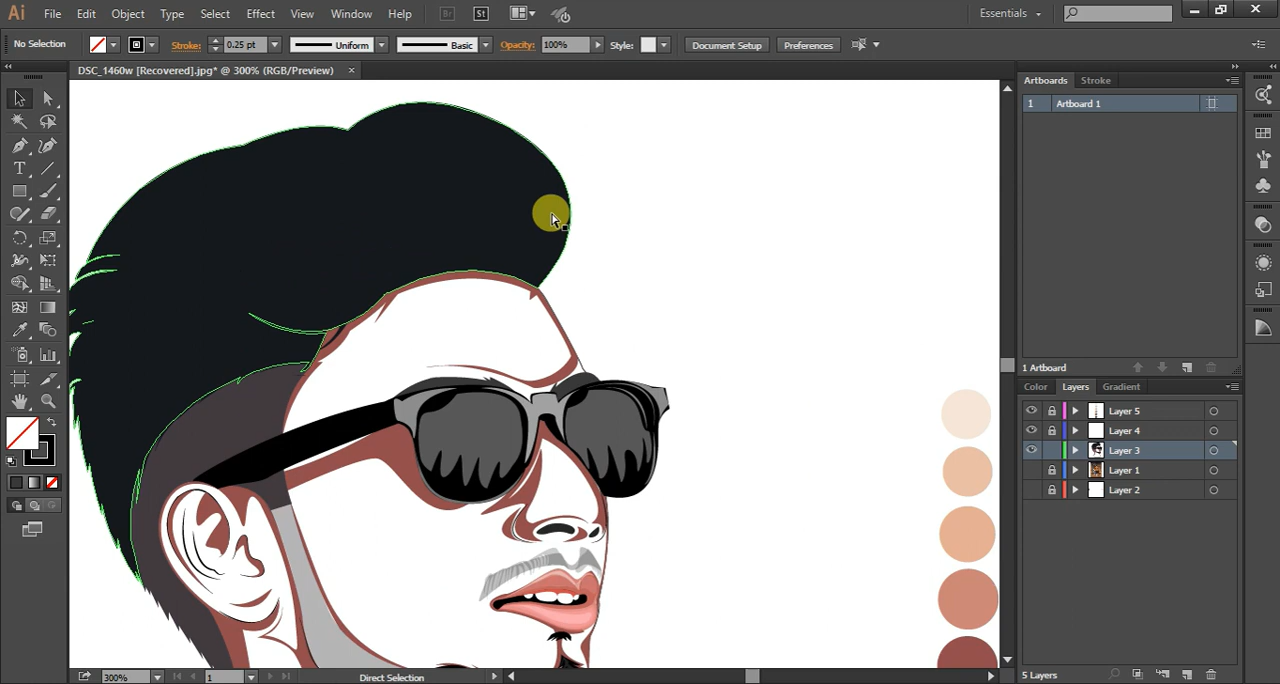 Ai File Edit Object Type Select Effect View Window Help Br St Essentials
No Selection Stroke: 0.25 pt Uniform Basic Opacity: 100% Style: Document Setup Preferences
DSC_1460w [Recovered].jpg* @ 300% (RGB/Preview)
Artboards Stroke
1 Artboard 1
1 Artboard
Color Layers Gradient
Layer 5
Layer 4
Layer 3
Layer 1
Layer 2
300% 1 Direct Selection 5 Layers